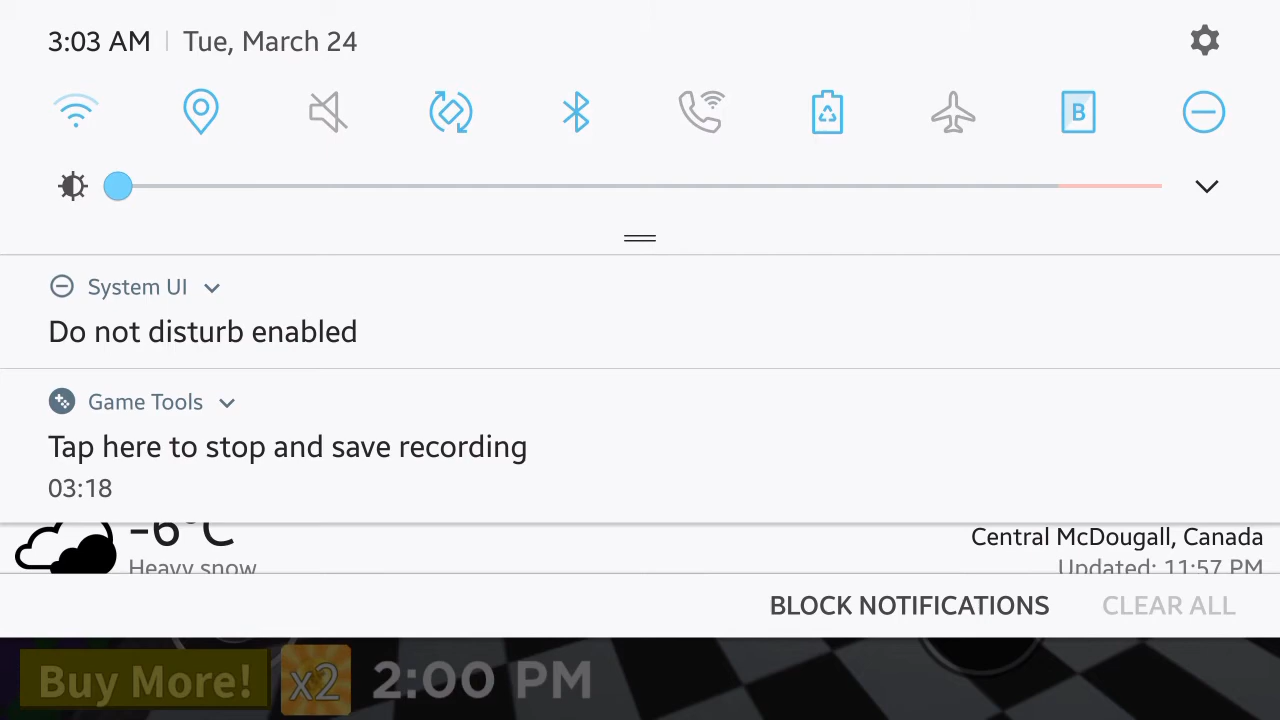 3:03 AM Tue, March 24
B
System UI
Do not disturb enabled
Game Tools
Tap here to stop and save recording
03:18
-6°C
Central McDougall, Canada
Heavy snow
Updated: 11:57 PM
BLOCK NOTIFICATIONS CLEAR ALL
Buy More! x2 2:00 PM